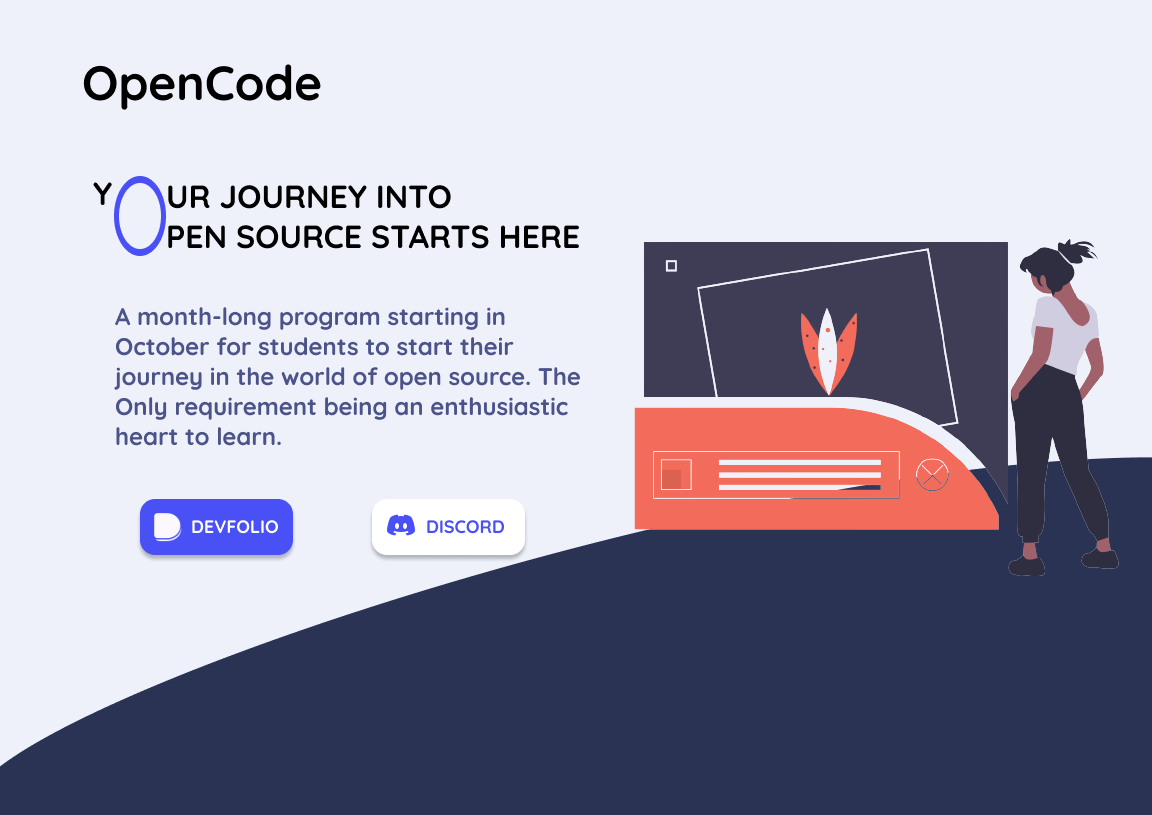 OpenCode
YOUR JOURNEY INTO
OPEN SOURCE STARTS HERE
A month-long program starting in
October for students to start their
journey in the world of open source. The
Only requirement being an enthusiastic
heart to learn.
DEVFOLIO
DISCORD